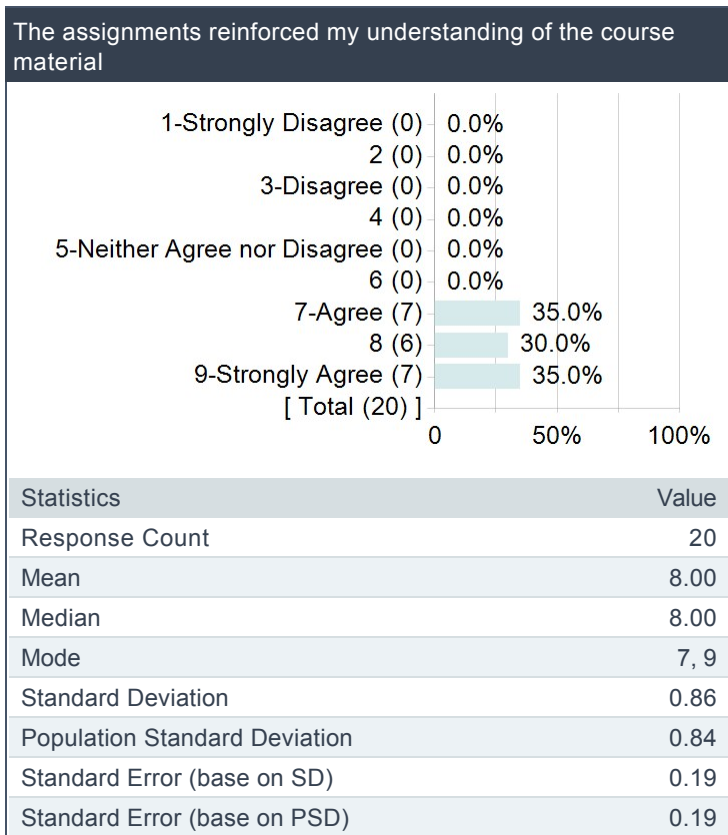 The assignments reinforced my understanding of the course
material
1-Strongly Disagree (0) 0.0%
2 (0) 0.0%
3-Disagree (0) 0.0%
4 (0) 0.0%
5-Neither Agree nor Disagree (0) 0.0%
6 (0) 0.0%
7-Agree (7) 35.0%
8 (6) 30.0%
9-Strongly Agree (7) 35.0%
[ Total (20) ]
0 50% 100%
Statistics Value
Response Count 20
Mean 8.00
Median 8.00
Mode 7, 9
Standard Deviation 0.86
Population Standard Deviation 0.84
Standard Error (base on SD) 0.19
Standard Error (base on PSD) 0.19